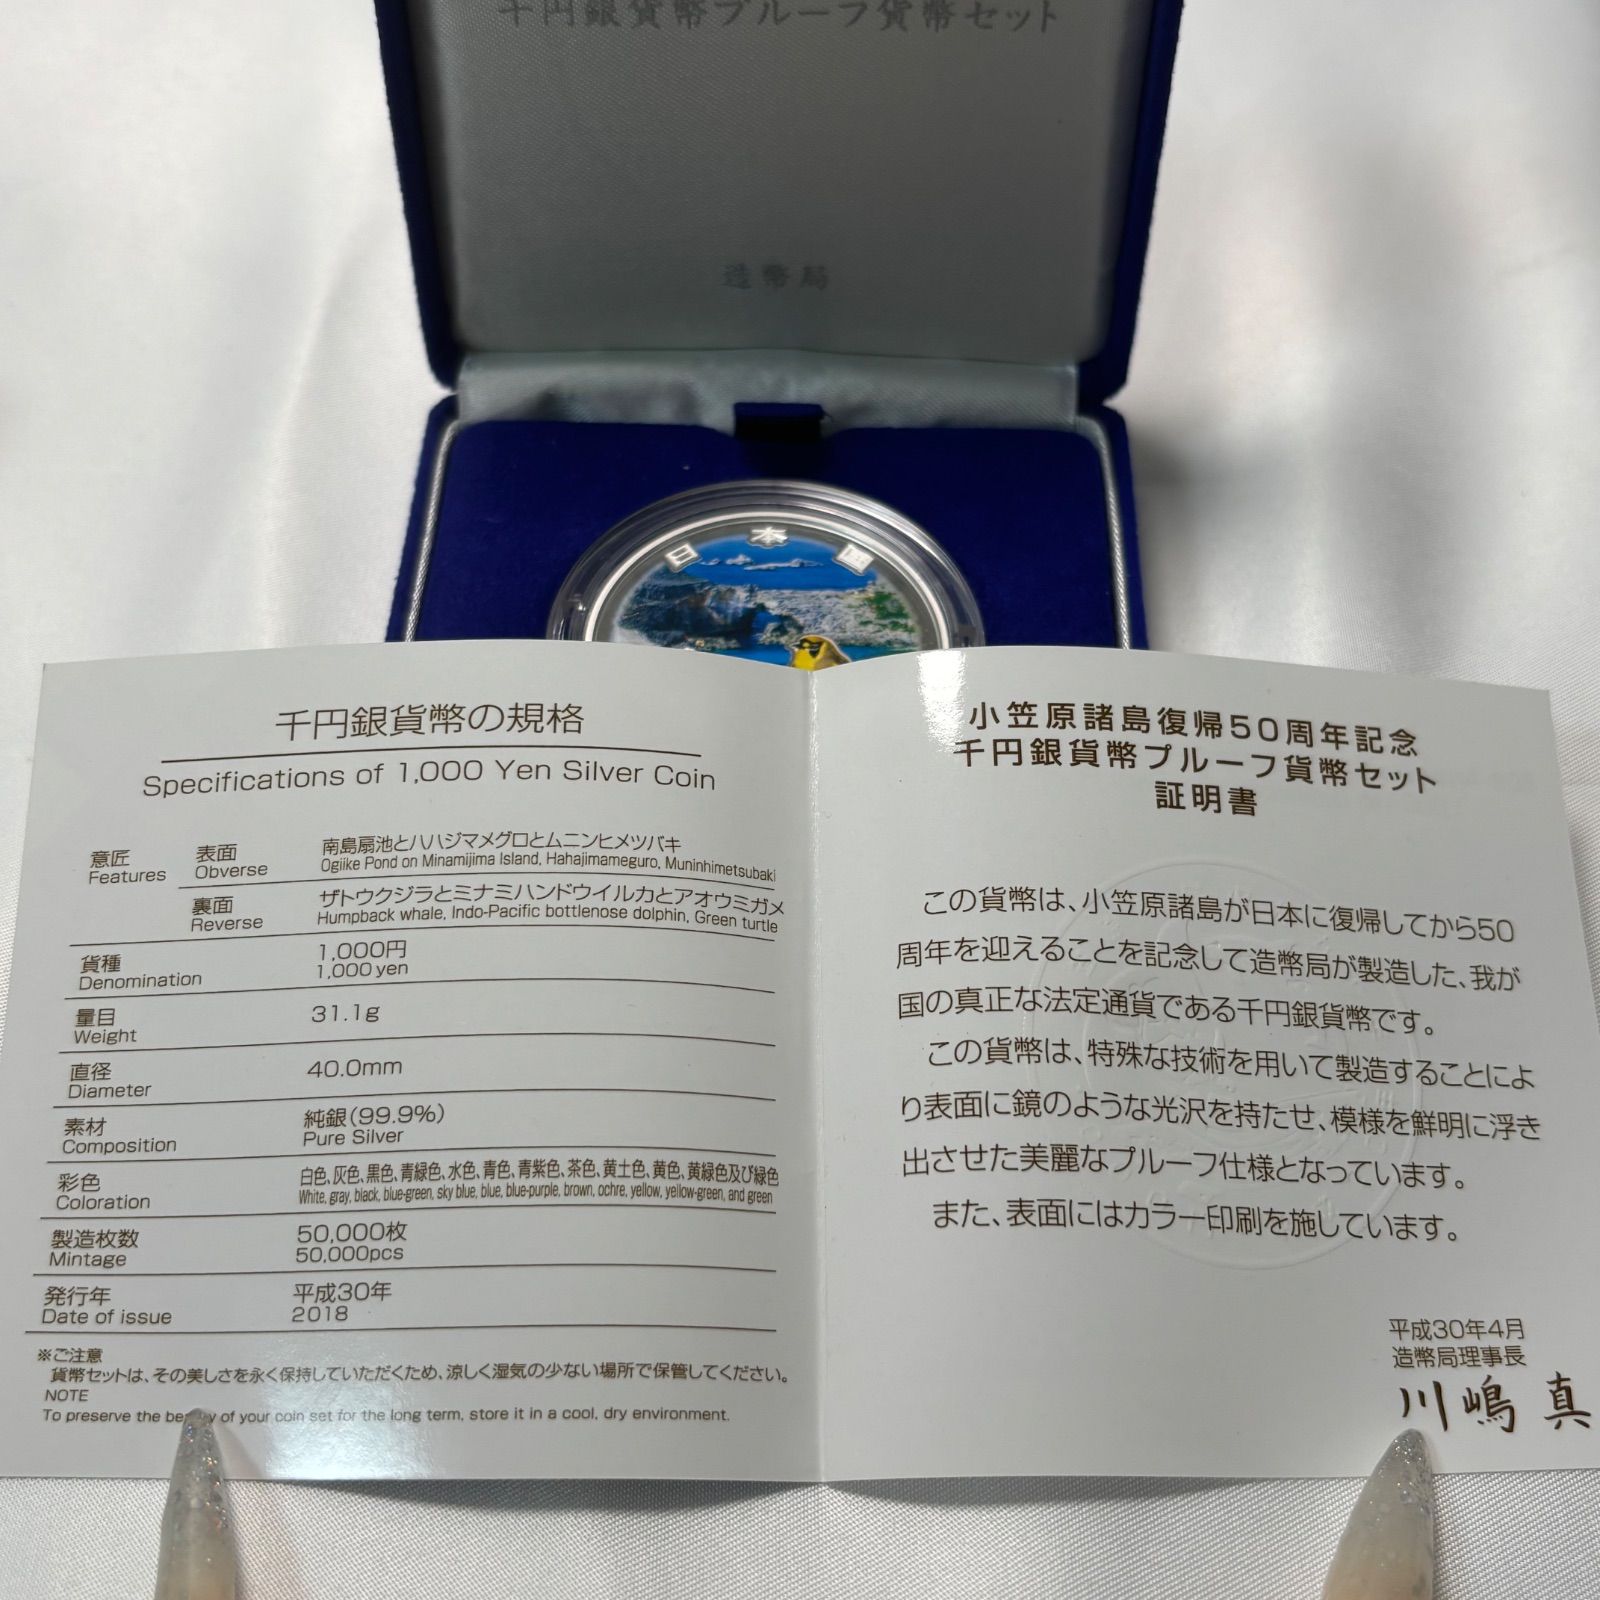 千円銀貨幣プルーフ貨幣セット
造幣局
日本国
千円銀貨幣の規格
Specifications of 1,000 Yen Silver Coin
意匠
Features
表面
Obverse
南島扇池とハハジマメグロとムニンヒメツバキ
Ogiike Pond on Minamijima Island, Hahajimameguro, Muninhimetsubaki
裏面
Reverse
ザトウクジラとミナミハンドウイルカとアオウミガメ
Humpback whale, Indo-Pacific bottlenose dolphin, Green turtle
貨種
Denomination
1,000円
1,000 yen
量目
Weight
31.1g
直径
Diameter
40.0mm
素材
Composition
純銀(99.9%)
Pure Silver
彩色
Coloration
白色、灰色、黒色、青緑色、水色、青色、青紫色、茶色、黄土色、黄色、黄緑色及び緑色
White, gray, black, blue-green, sky blue, blue, blue-purple, brown, ochre, yellow, yellow-green, and green
製造枚数
Mintage
50,000枚
50,000pcs
発行年
Date of issue
平成30年
2018
※ご注意
貨幣セットは、その美しさを永く保持していただくため、涼しく湿気の少ない場所で保管してください。
NOTE
To preserve the beauty of your coin set for the long term, store it in a cool, dry environment.
小笠原諸島復帰50周年記念
千円銀貨幣プルーフ貨幣セット
証明書
この貨幣は、小笠原諸島が日本に復帰してから50
周年を迎えることを記念して造幣局が製造した、我が
国の真正な法定通貨である千円銀貨幣です。
この貨幣は、特殊な技術を用いて製造することによ
り表面に鏡のような光沢を持たせ、模様を鮮明に浮き
出させた美麗なプルーフ仕様となっています。
また、表面にはカラー印刷を施しています。
平成30年4月
造幣局理事長
川嶋 真